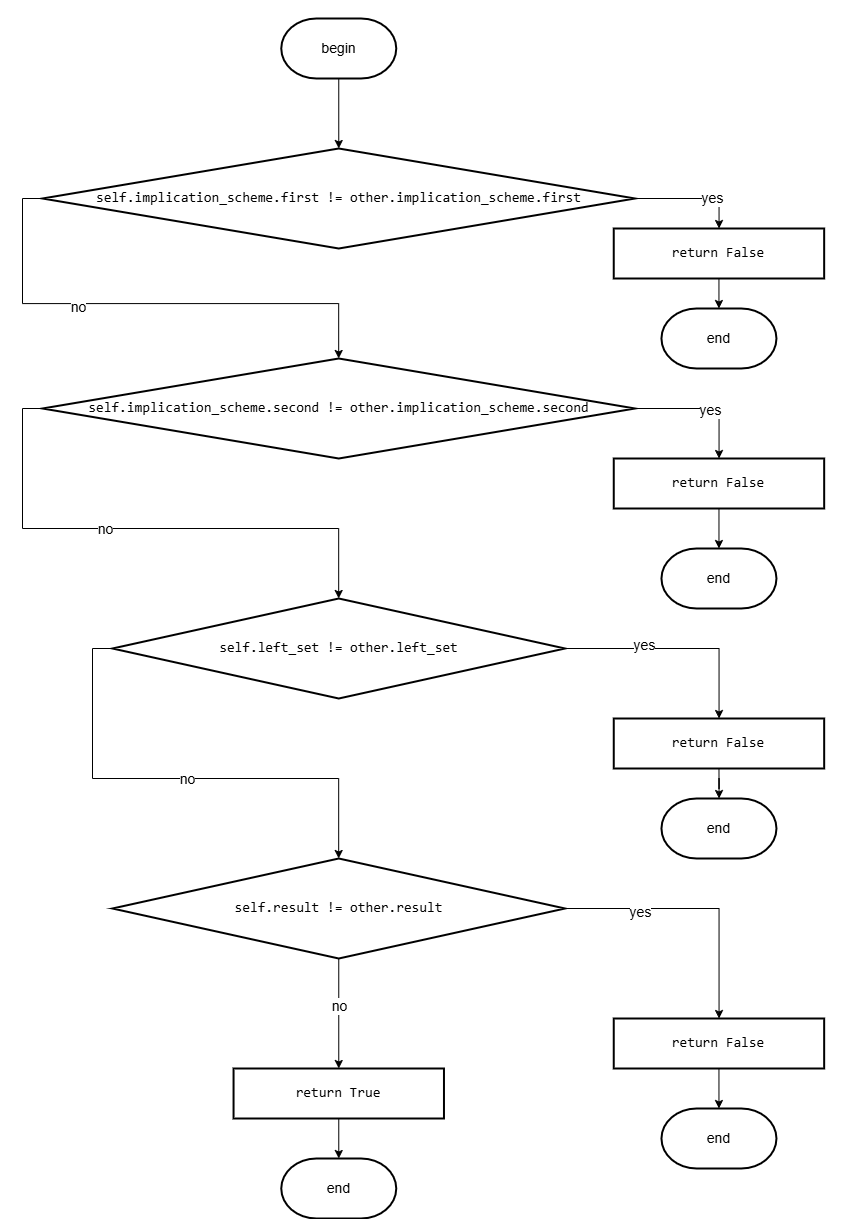 begin
self.implication_scheme.first != other.implication_scheme.first
yes
return False
no
end
self.implication_scheme.second != other.implication_scheme.second
yes
return False
no
end
self.left_set != other.left_set
yes
return False
no
end
self.result != other.result
yes
no
return False
return True
end
end